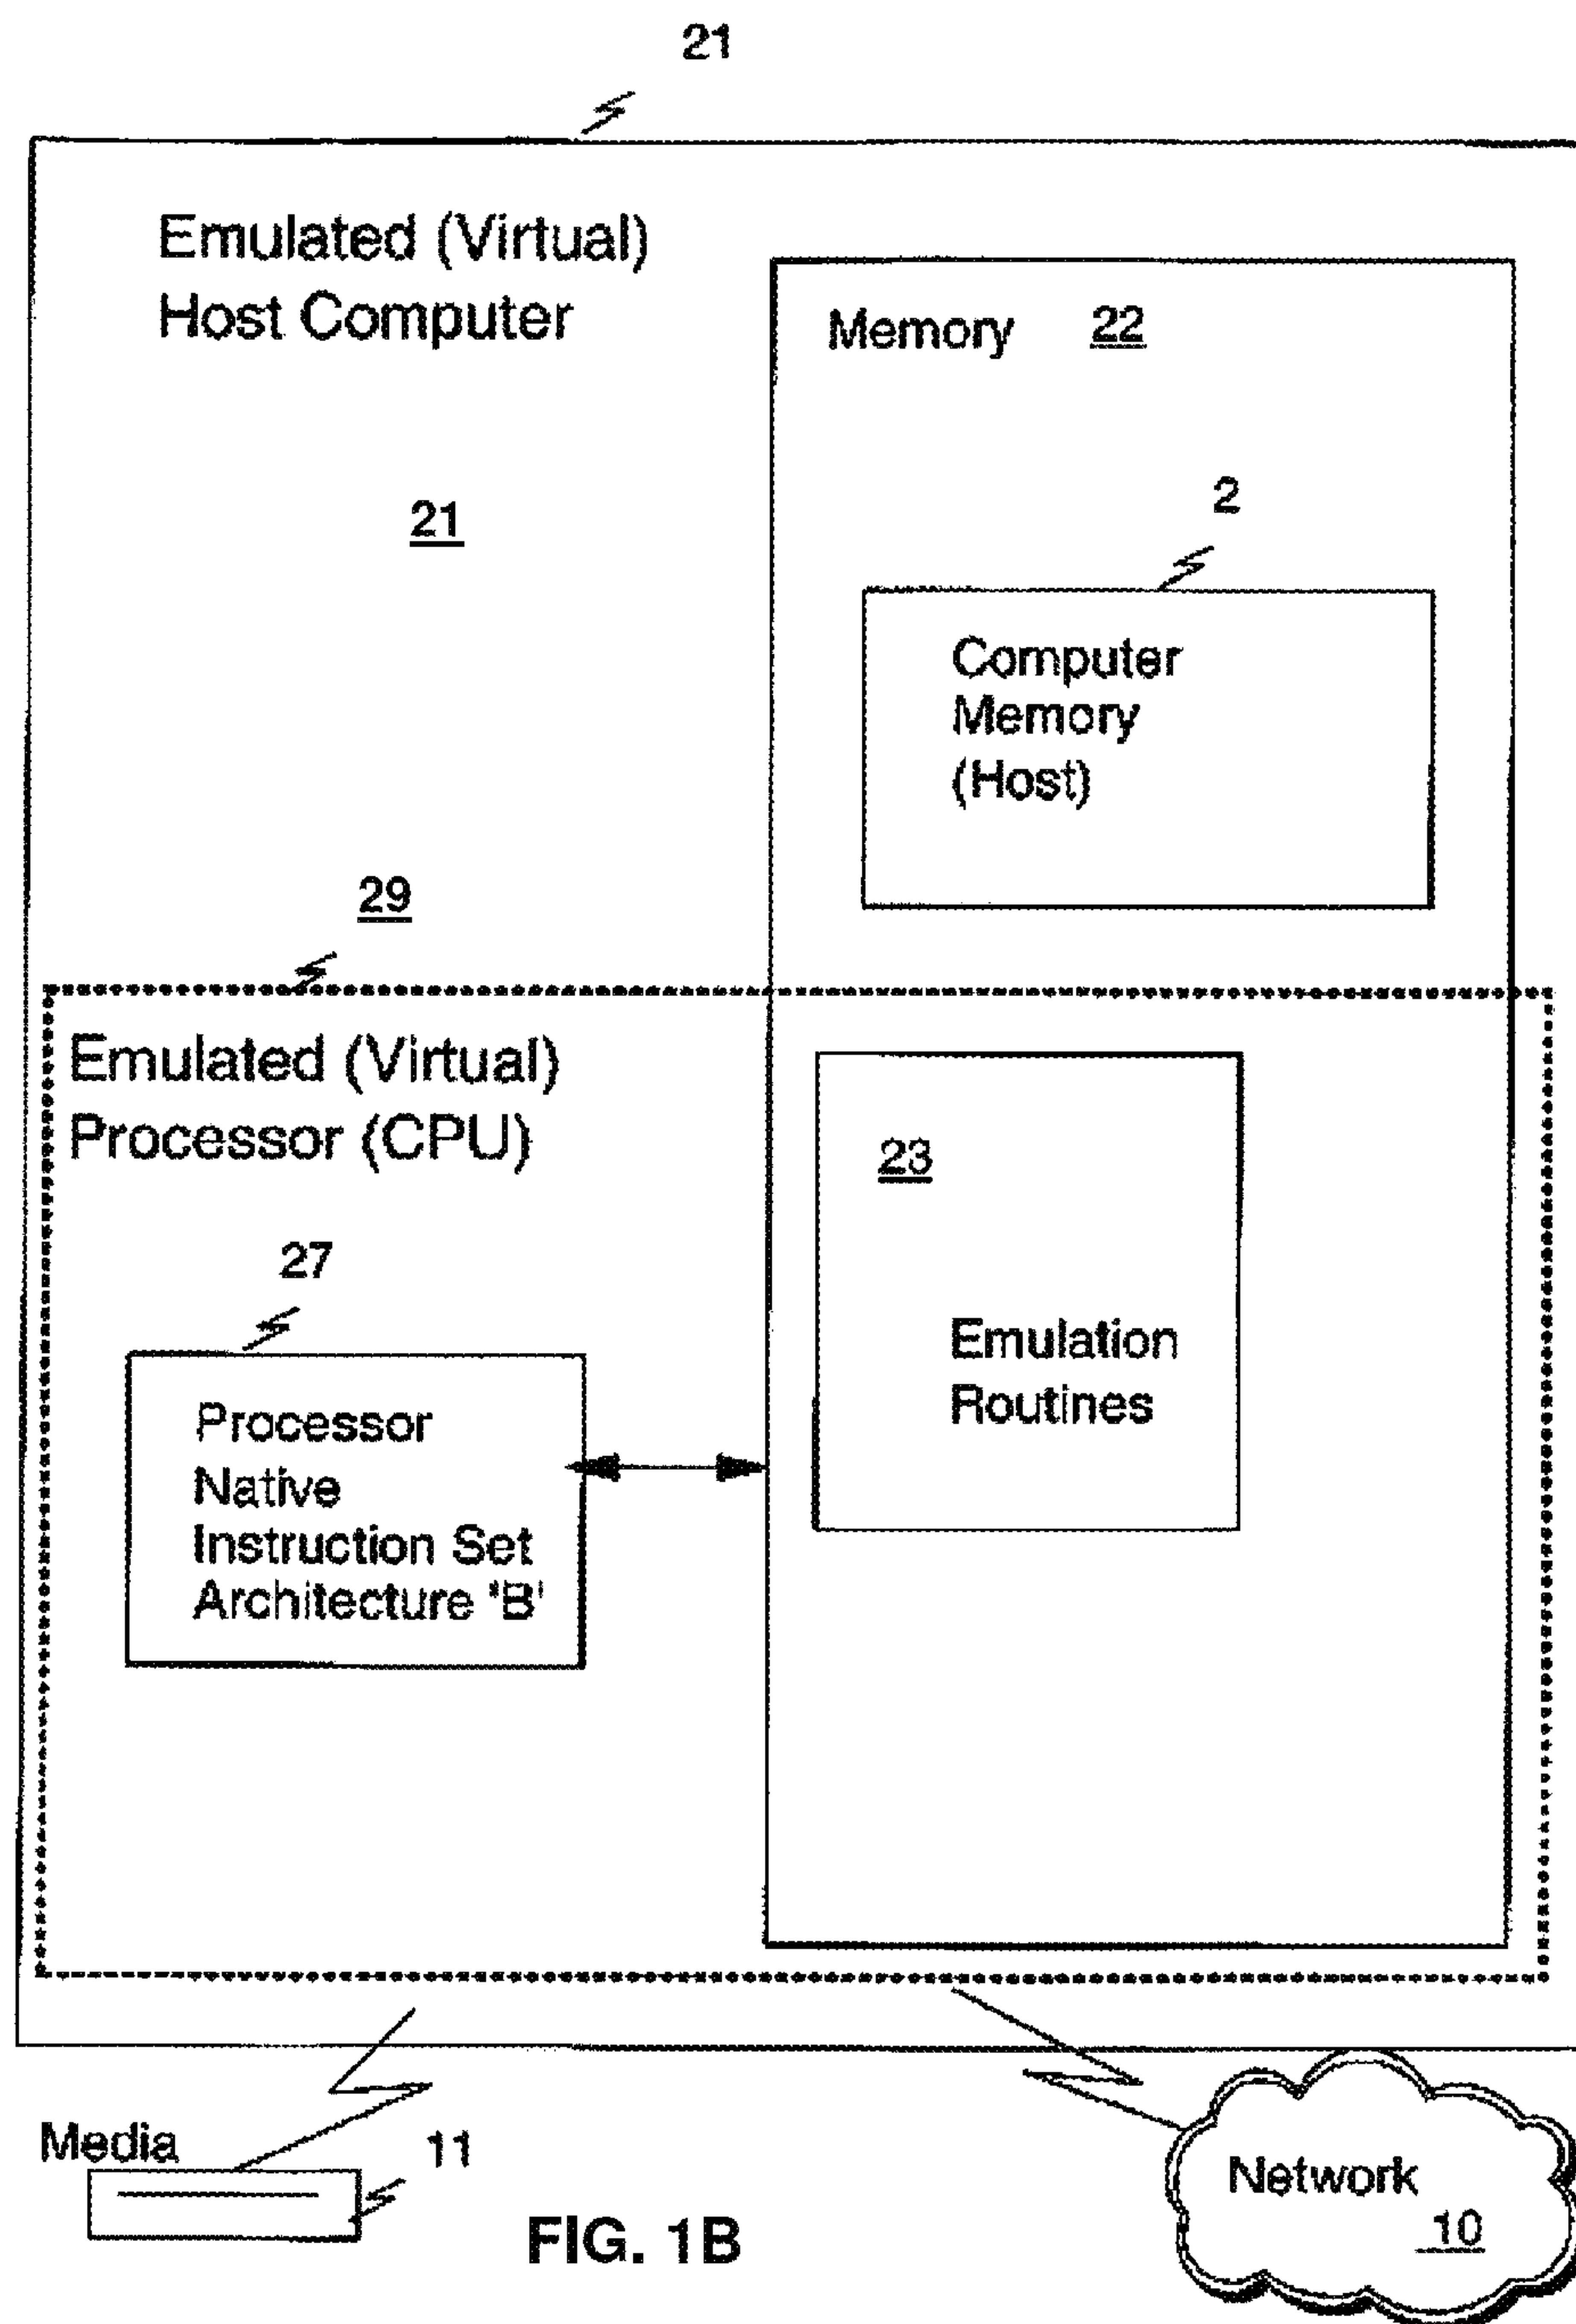 21
Emulated (Virtual)
Host Computer
Memory 22
21
2
Computer
Memory
(Host)
29
Emulated (Virtual)
Processor (CPU)
23
27
Emulation
Routines
Processor
Native
Instruction Set
Architecture 'B'
Media
11
Network
10
FIG. 1B